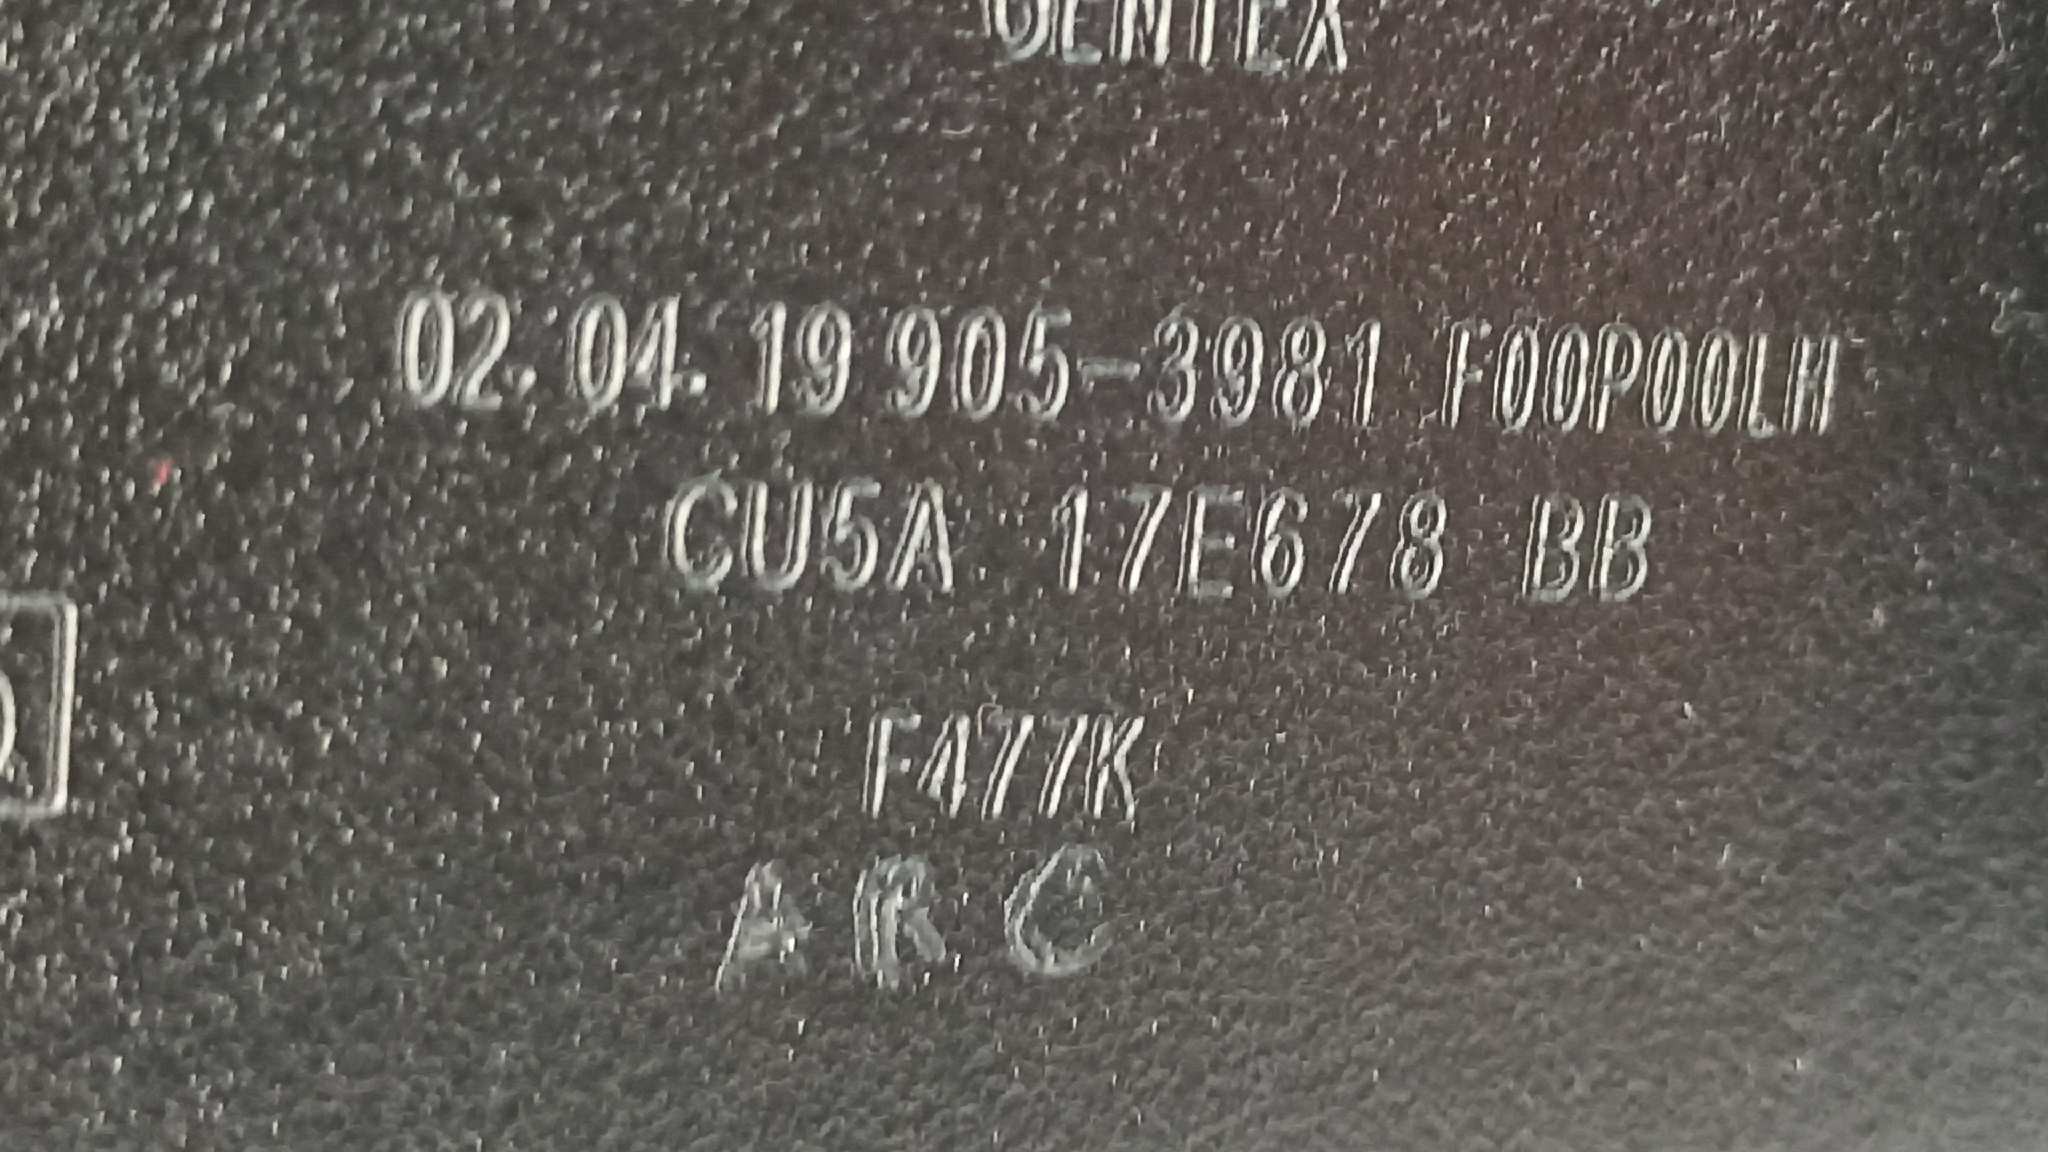 GENTEX
02.04.19 905-3981 F00P00LH
CU5A 17E678 BB
F477K
ARC